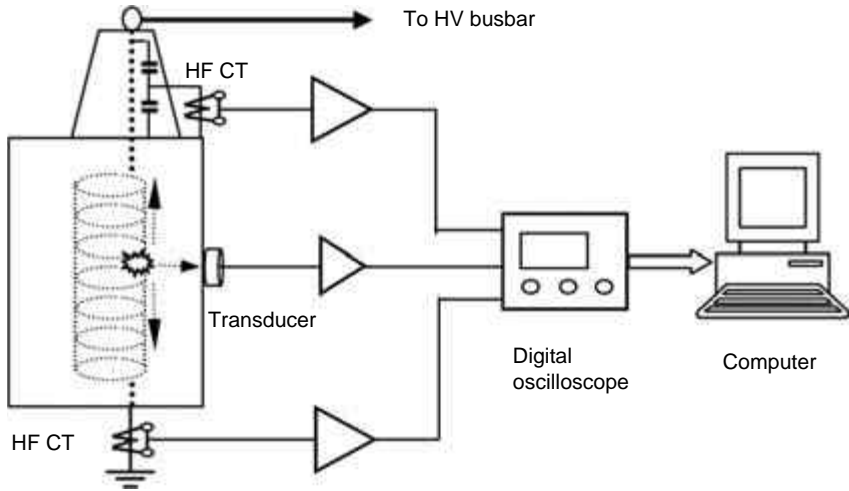 To HV busbar
HF CT
Transducer
Digital
oscilloscope
Computer
HF CT